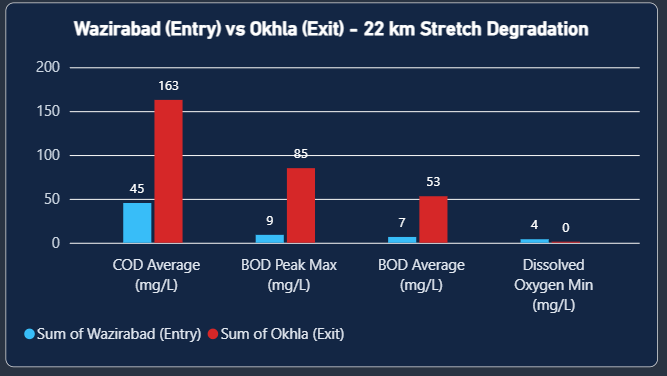 Wazirabad (Entry) vs Okhla (Exit) - 22 km Stretch Degradation
200
150
100
50
0
45
163
9
85
7
53
4
0
COD Average
(mg/L)
BOD Peak Max
(mg/L)
BOD Average
(mg/L)
Dissolved
Oxygen Min
(mg/L)
Sum of Wazirabad (Entry)
Sum of Okhla (Exit)